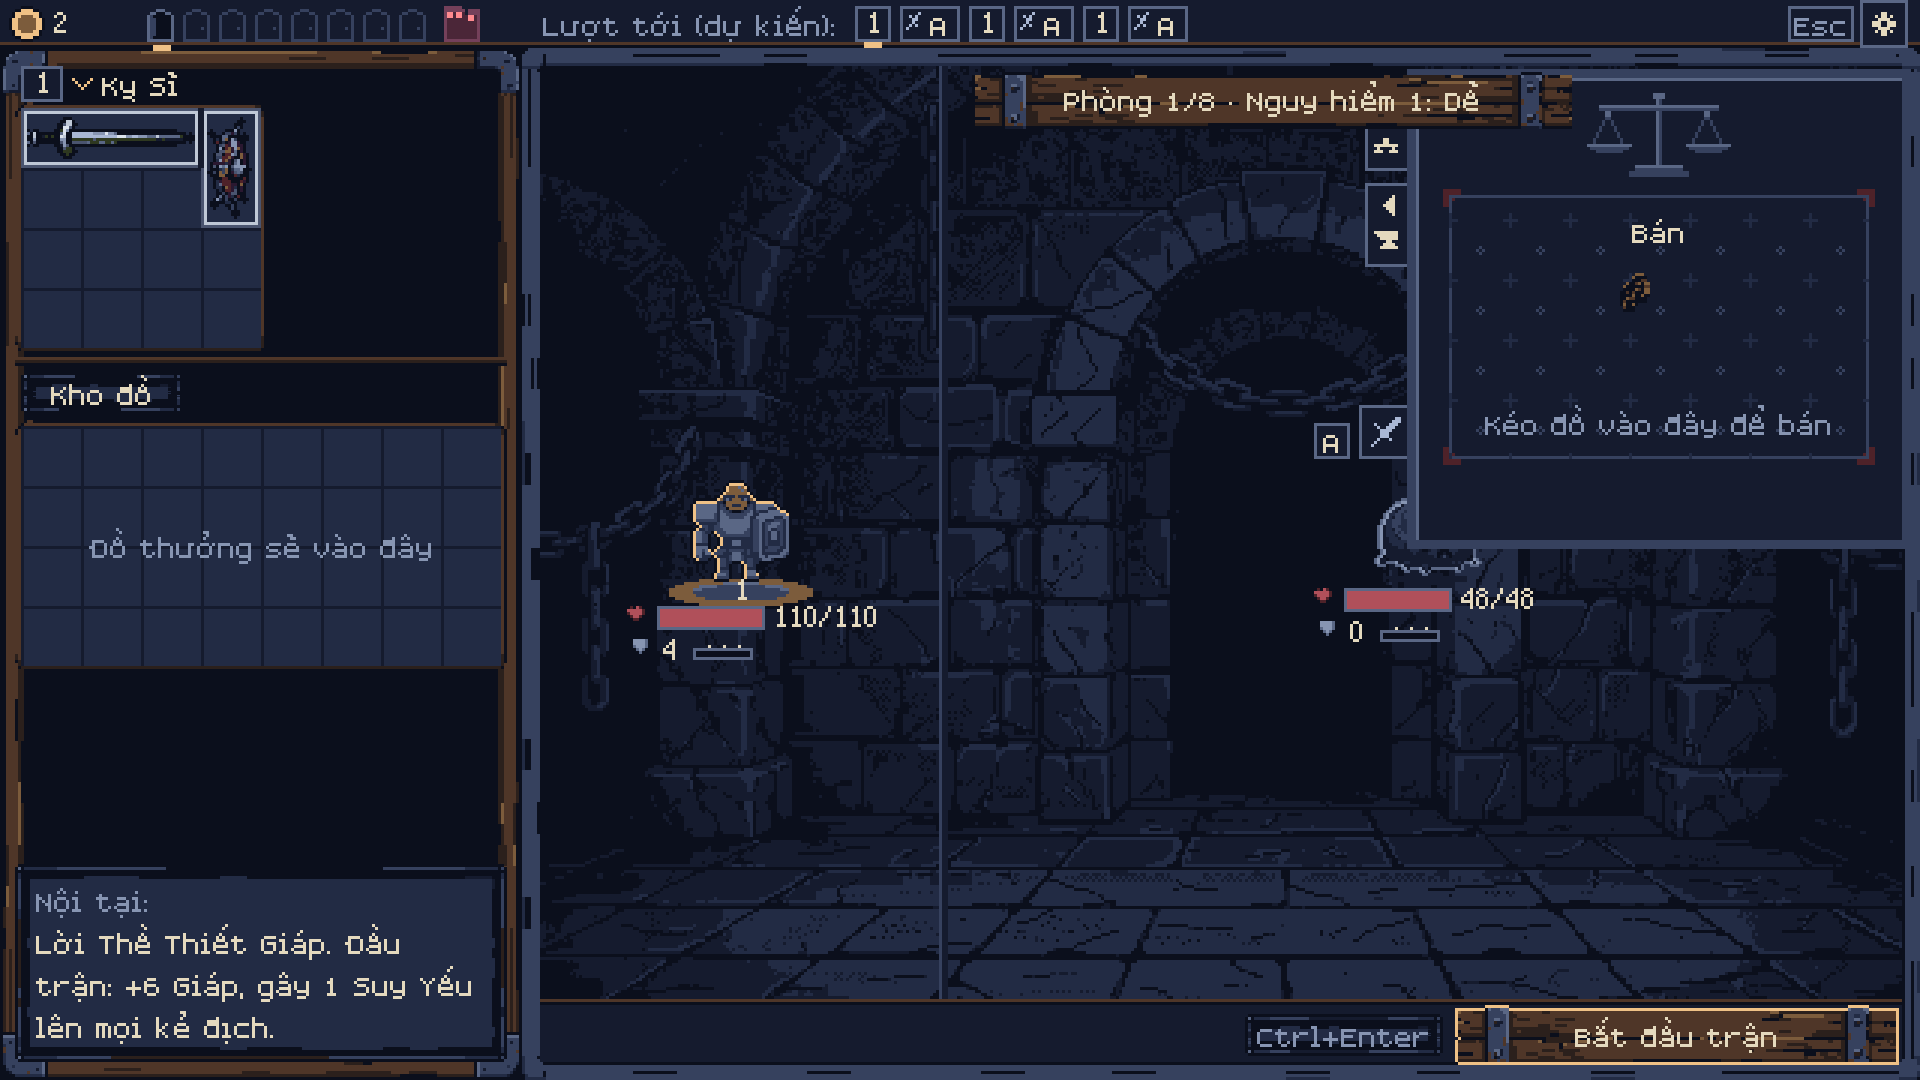 2
Lượt tới (dự kiến): 1 A 1 A 1 A
Esc
1 Kỵ Sĩ
Phòng 1/8 · Nguy hiểm 1: Dễ
Bán
Kéo đồ vào đây để bán
Kho đồ
Đồ thưởng sẽ vào đây
A
1
110/110
4
48/48
0
Nội tại:
Lời Thề Thiết Giáp. Đầu
trận: +6 Giáp, gây 1 Suy Yếu
lên mọi kẻ địch.
Ctrl+Enter
Bắt đầu trận